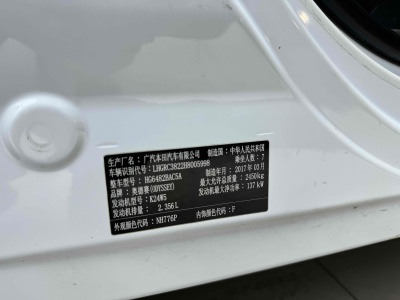 生产厂名：广汽本田汽车有限公司 制造国：中华人民共和国
车辆识别代号：LHGRC3822H8005998 乘坐人数：7
整车型号：HG6482BAC5A 制造年月：2017年03月
品牌：奥德赛(ODYSSEY) 最大允许总质量：2450kg
发动机型号：K24W5 发动机最大净功率：137kW
发动机排量：2.356L
外观颜色代码：NH776P 内饰颜色代码：F